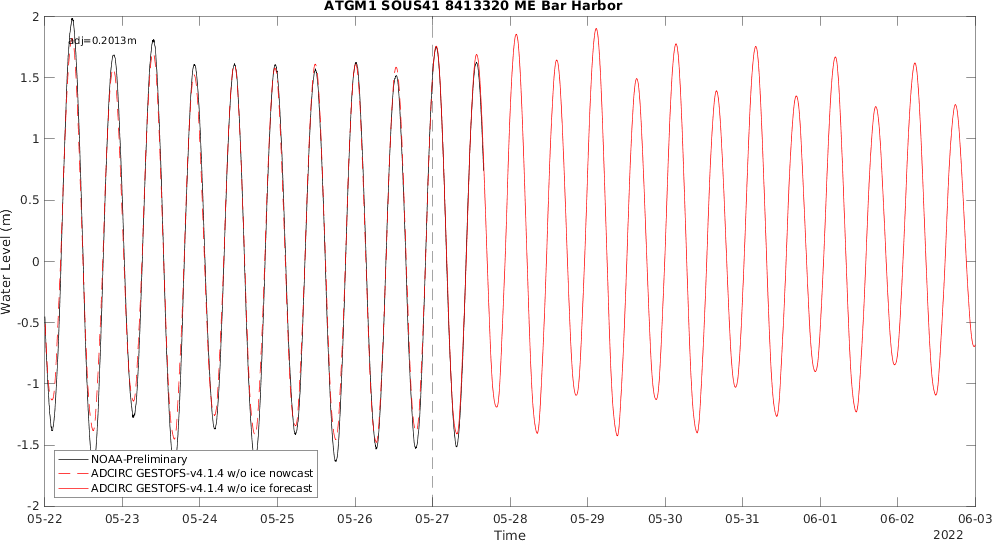 ATGM1 SOUS41 8413320 ME Bar Harbor
adj=0.2013m
2
1.5
1
0.5
0
-0.5
-1
-1.5
-2
Water Level (m)
NOAA-Preliminary
ADCIRC GESTOFS-v4.1.4 w/o ice nowcast
ADCIRC GESTOFS-v4.1.4 w/o ice forecast
05-22 05-23 05-24 05-25 05-26 05-27 05-28 05-29 05-30 05-31 06-01 06-02 06-03
Time
2022